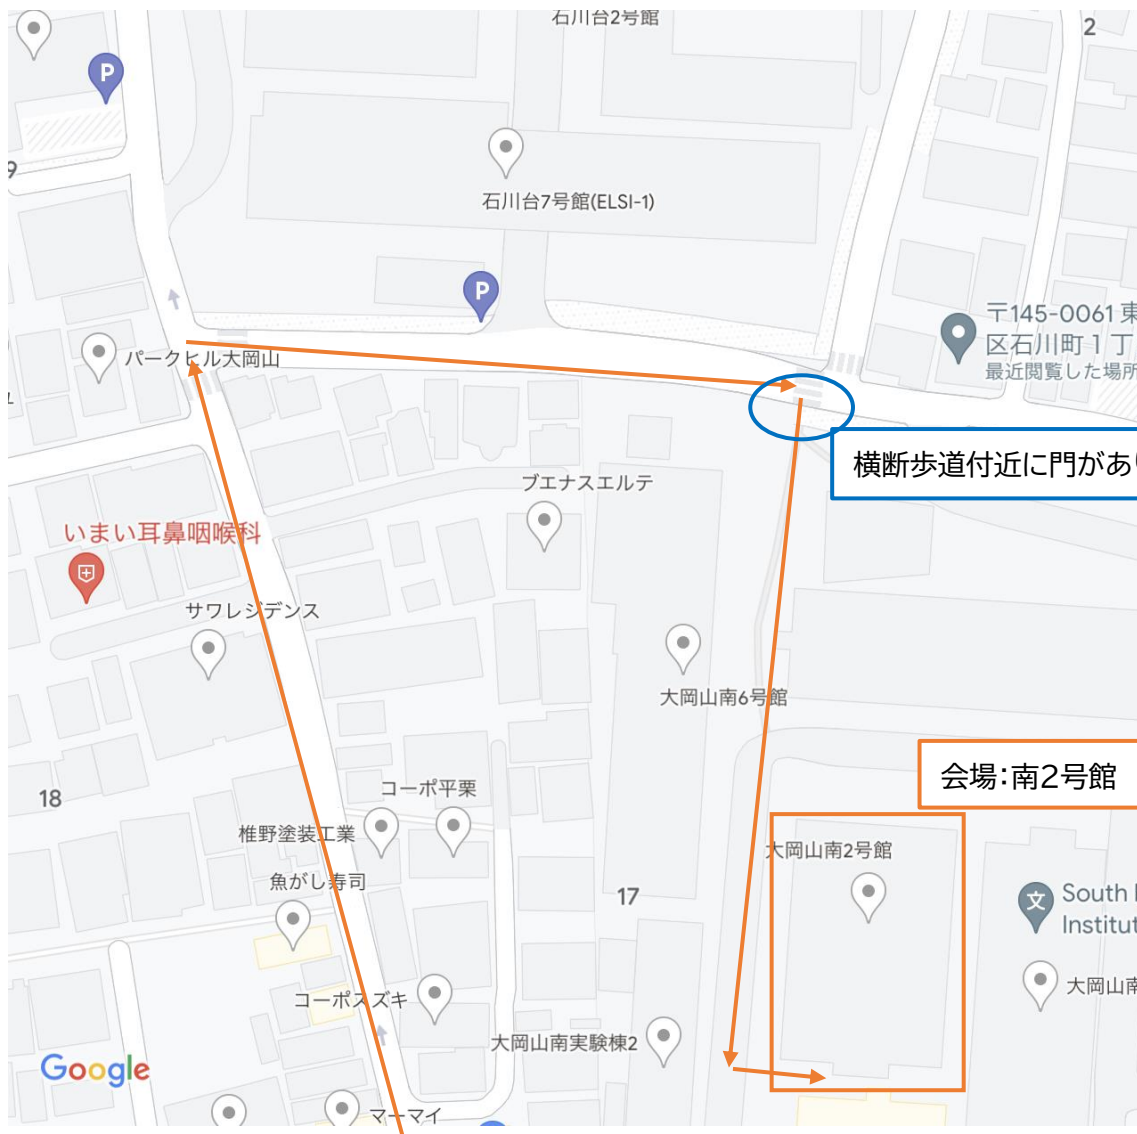 石川台2号館
2
P
9
石川台7号館(ELSI-1)
P
〒145-0061 東
区石川町 1 丁
最近閲覧した場所
パークヒル大岡山
横断歩道付近に門があ
ブエナスエルテ
いまい耳鼻咽喉科
サワレジデンス
大岡山南6号館
会場:南2号館
コーポ平栗
18
椎野塗装工業
大岡山南2号館
魚がし寿司
17
文
South
Institut
大岡山南
コーポスズキ
大岡山南実験棟2
Google
マーマイ